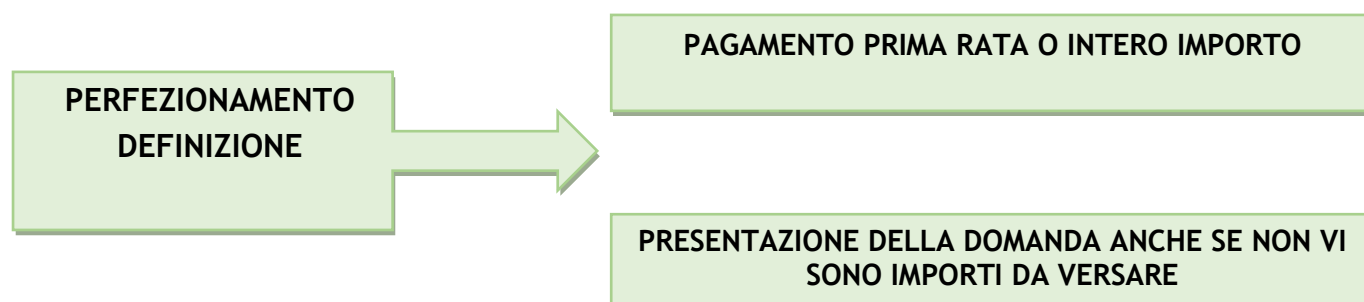 PERFEZIONAMENTO
DEFINIZIONE
PAGAMENTO PRIMA RATA O INTERO IMPORTO
PRESENTAZIONE DELLA DOMANDA ANCHE SE NON VI
SONO IMPORTI DA VERSARE